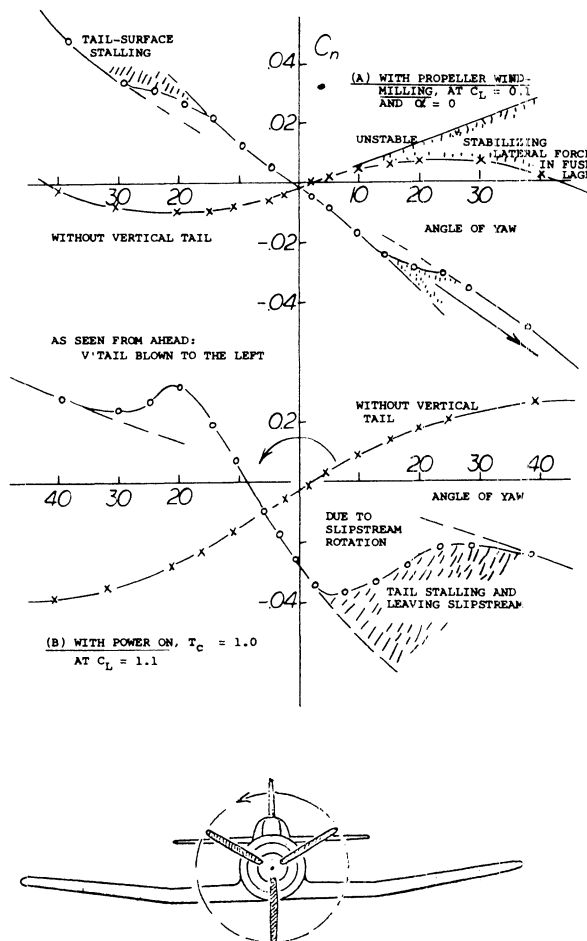 TAIL-SURFACE
STALLING
.04
Cn
(A) WITH PROPELLER WIND-
MILLING, AT CL = 0.1
AND α = 0
.02
UNSTABLE
STABILIZING
LATERAL FORCE
IN FUSE
LAGE
30 20 10
10 20 30 40
WITHOUT VERTICAL TAIL
ANGLE OF YAW
-.02
-.04
AS SEEN FROM AHEAD:
V'TAIL BLOWN TO THE LEFT
WITHOUT VERTICAL
TAIL
0.2
40 20
10 20 30 40
ANGLE OF YAW
DUE TO
SLIPSTREAM
ROTATION
-.04
TAIL STALLING AND
LEAVING SLIPSTREAM
(B) WITH POWER ON, TC = 1.0
AT CL = 1.1